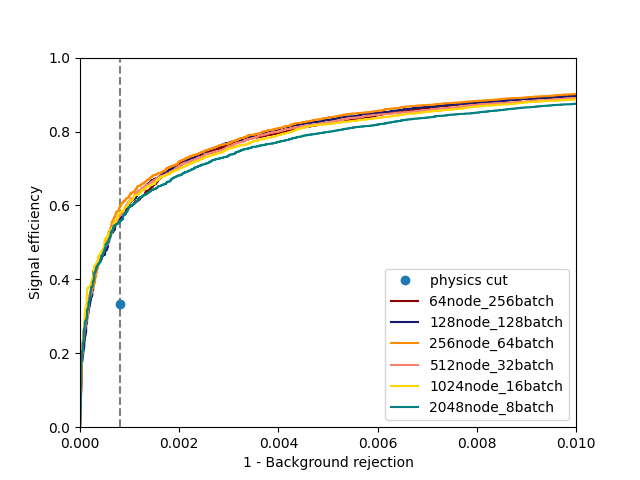 1.0
0.8
0.6
0.4
0.2
0.0
Signal efficiency
physics cut
64node_256batch
128node_128batch
256node_64batch
512node_32batch
1024node_16batch
2048node_8batch
0.000 0.002 0.004 0.006 0.008 0.010
1 - Background rejection